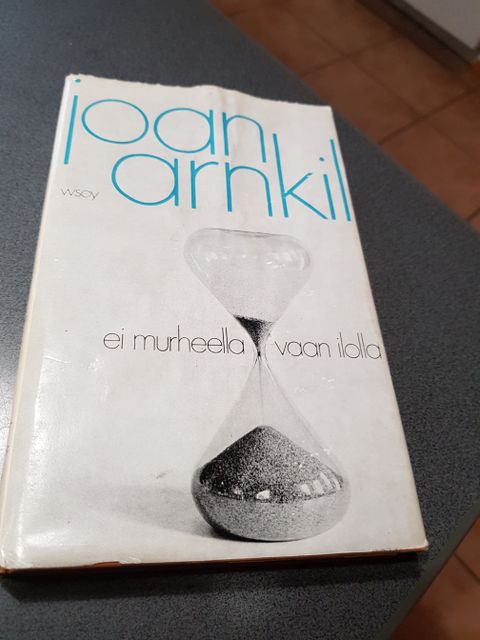 joan
arnkil
wsoy
ei murheella vaan ilolla